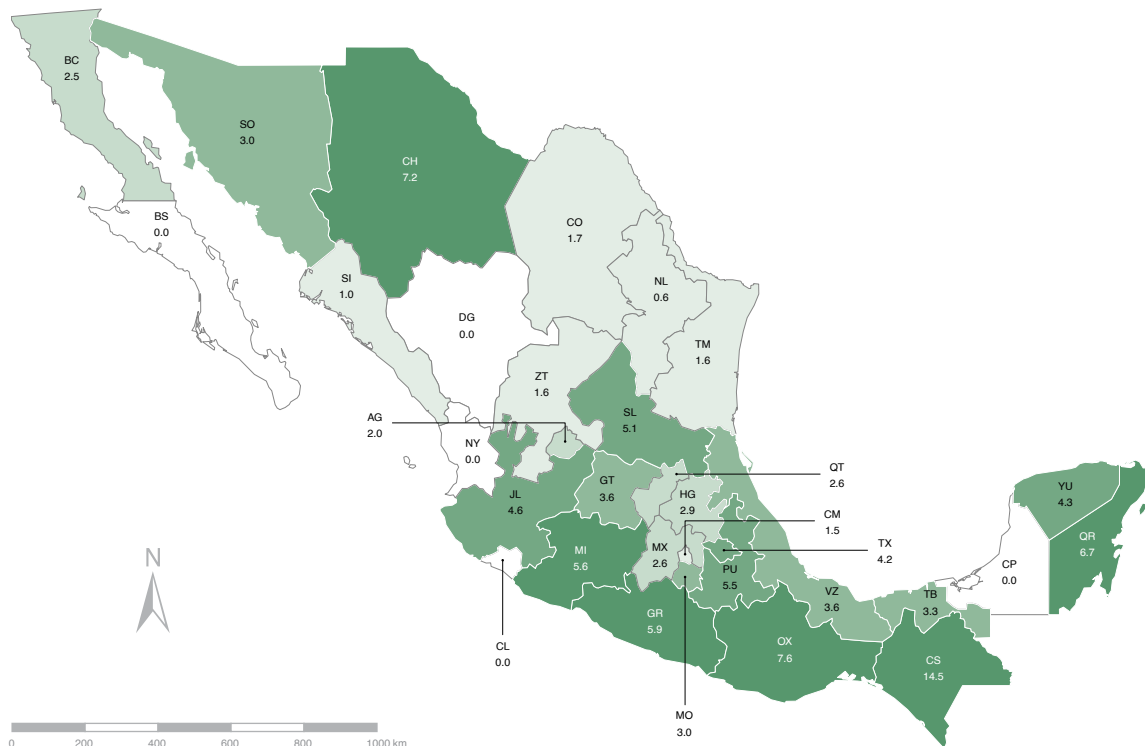 BC
2.5
SO
3.0
CH
7.2
BS
0.0
CO
1.7
SI
1.0
NL
0.6
DG
0.0
TM
1.6
ZT
1.6
AG
2.0
SL
5.1
NY
0.0
QT
2.6
GT
3.6
JL
4.6
HG
2.9
YU
4.3
CM
1.5
TX
4.2
QR
6.7
MI
5.6
MX
2.6
PU
5.5
CP
0.0
VZ
3.6
TB
3.3
GR
5.9
OX
7.6
CS
14.5
CL
0.0
MO
3.0
N
0 200 400 600 800 1000 km